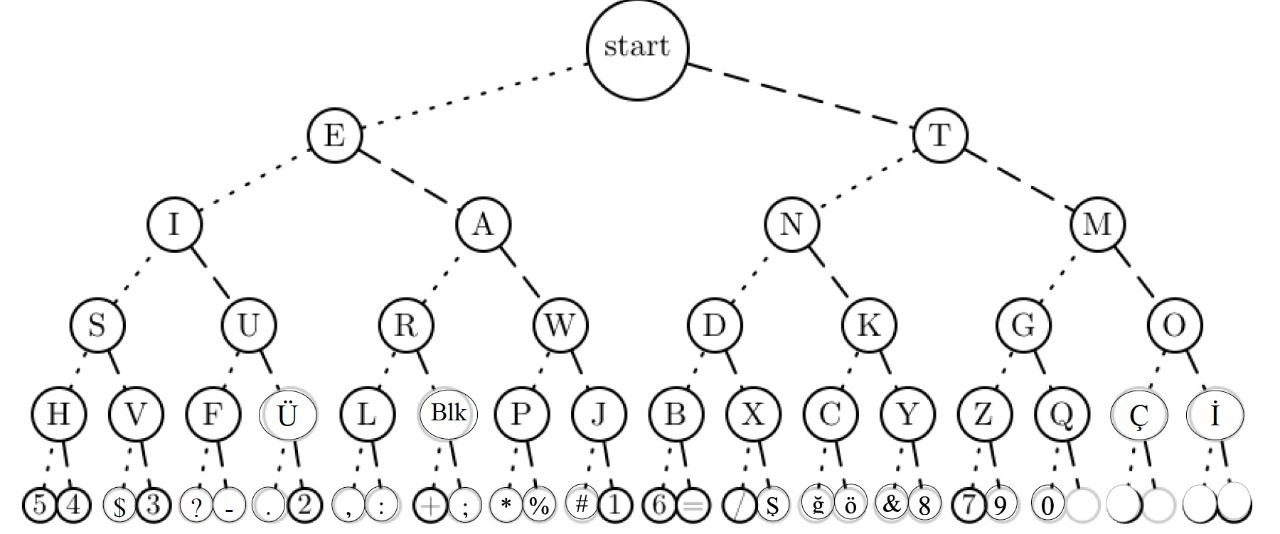 start
E T
I A N M
S U R W D K G O
H V F Ü L Blk P J B X C Y Z Q Ç İ
5 4 $ 3 ? - . 2 , : + ; * % # 1 6 = / Ş ğ ö & 8 7 9 0